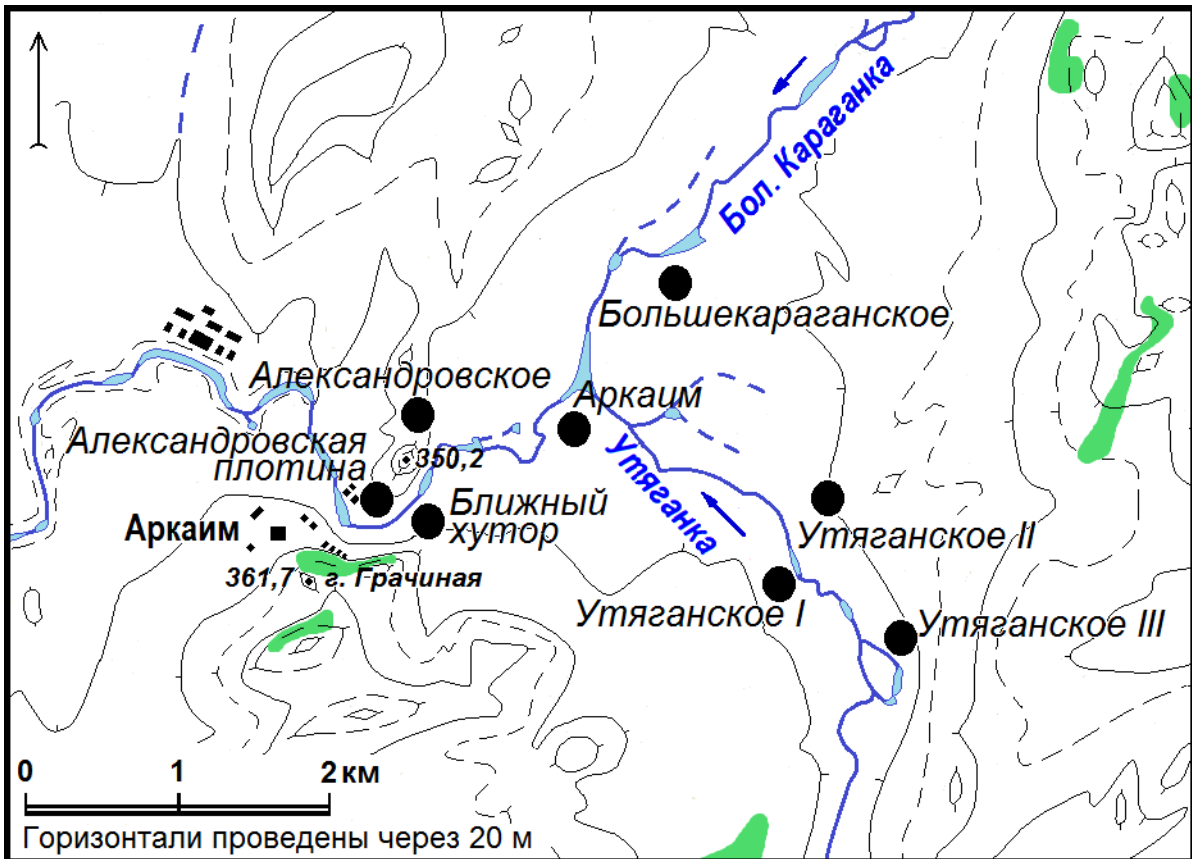 Бол. Караганка
Большекараганское
Александровское
Аркаим
Александровская
плотина
350,2
Утяганка
Ближный
хутор
Аркаим
Утяганское II
361,7
г. Грачиная
Утяганское I
Утяганское III
0 1 2 км
Горизонтали проведены через 20 м